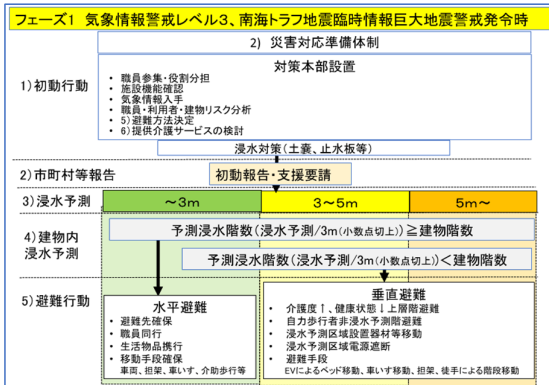 フェーズ1 気象情報警戒レベル3、南海トラフ地震臨時情報巨大地震警戒発令時
2) 災害対応準備体制
1)初動行動
対策本部設置
・ 職員参集・役割分担
・ 施設機能確認
・ 気象情報入手
・ 職員・利用者・建物リスク分析
・ 5)避難方法決定
・ 6)提供介護サービスの検討
浸水対策(土嚢、止水板等)
2)市町村等報告
初動報告・支援要請
3)浸水予測
～3m
3～5m
5m～
4)建物内
浸水予測
予測浸水階数(浸水予測/3m(小数点切上))≧建物階数
予測浸水階数(浸水予測/3m(小数点切上))<建物階数
5)避難行動
水平避難
・ 避難先確保
・ 職員同行
・ 生活物品携行
・ 移動手段確保
車両、担架、車いす、介助歩行等
垂直避難
・ 介護度↑、健康状態↓上層階避難
・ 自力歩行者非浸水予測階避難
・ 浸水予測区域設置器材等移動
・ 浸水予測区域電源遮断
・ 避難手段
EVによるベッド移動、車いす移動、担架、徒手による階段移動